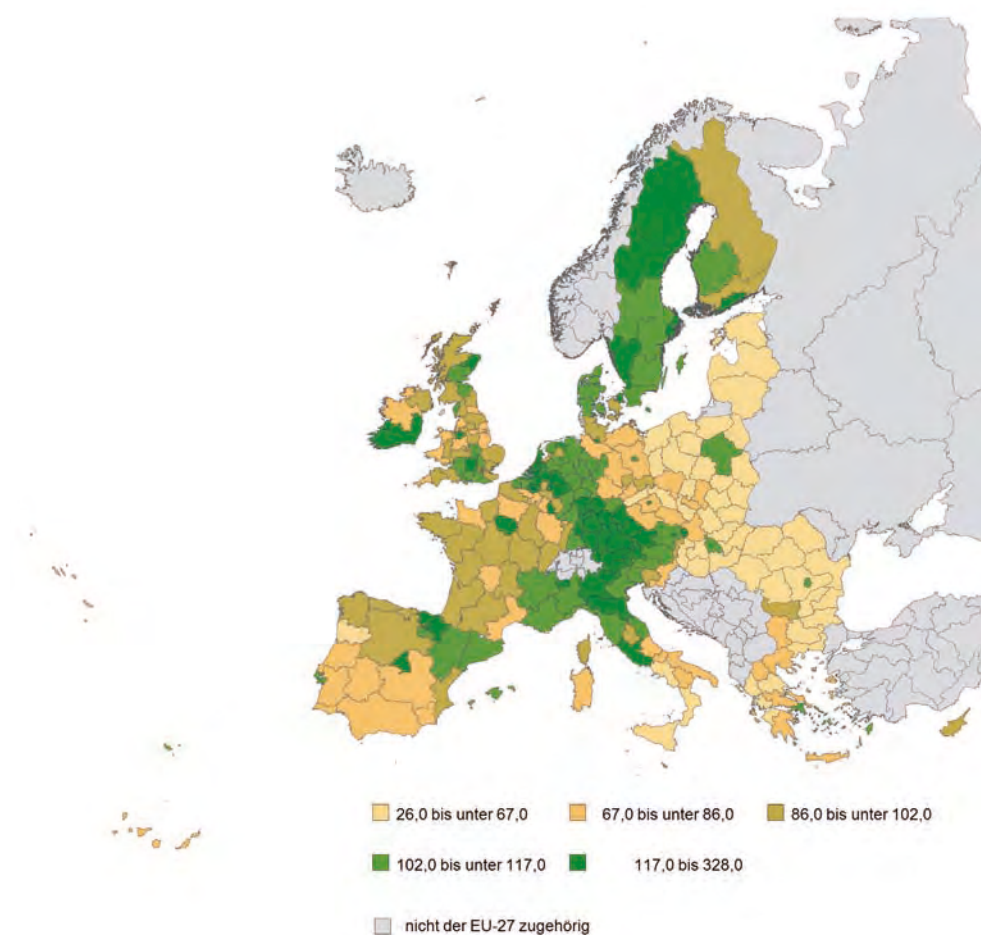 26,0 bis unter 67,0 67,0 bis unter 86,0 86,0 bis unter 102,0
102,0 bis unter 117,0 117,0 bis 328,0
nicht der EU-27 zugehörig